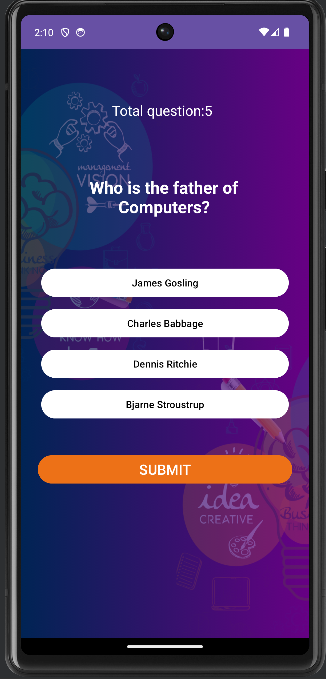 2:10
Total question:5
management
VISION
Who is the father of
Computers?
James Gosling
Charles Babbage
KNOW HOW
Dennis Ritchie
Bjarne Stroustrup
SUBMIT
idea
CREATIVE